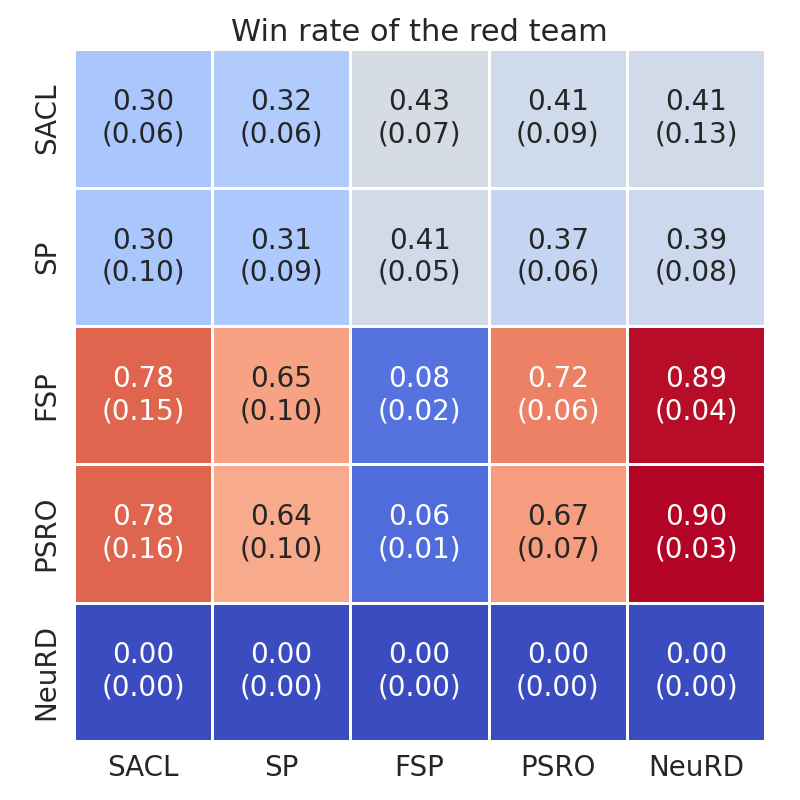 Win rate of the red team
SACL
0.30 0.32 0.43 0.41 0.41
(0.06) (0.06) (0.07) (0.09) (0.13)
SP
0.30 0.31 0.41 0.37 0.39
(0.10) (0.09) (0.05) (0.06) (0.08)
FSP
0.78 0.65 0.08 0.72 0.89
(0.15) (0.10) (0.02) (0.06) (0.04)
PSRO
0.78 0.64 0.06 0.67 0.90
(0.16) (0.10) (0.01) (0.07) (0.03)
NeuRD
0.00 0.00 0.00 0.00 0.00
(0.00) (0.00) (0.00) (0.00) (0.00)
SACL SP FSP PSRO NeuRD